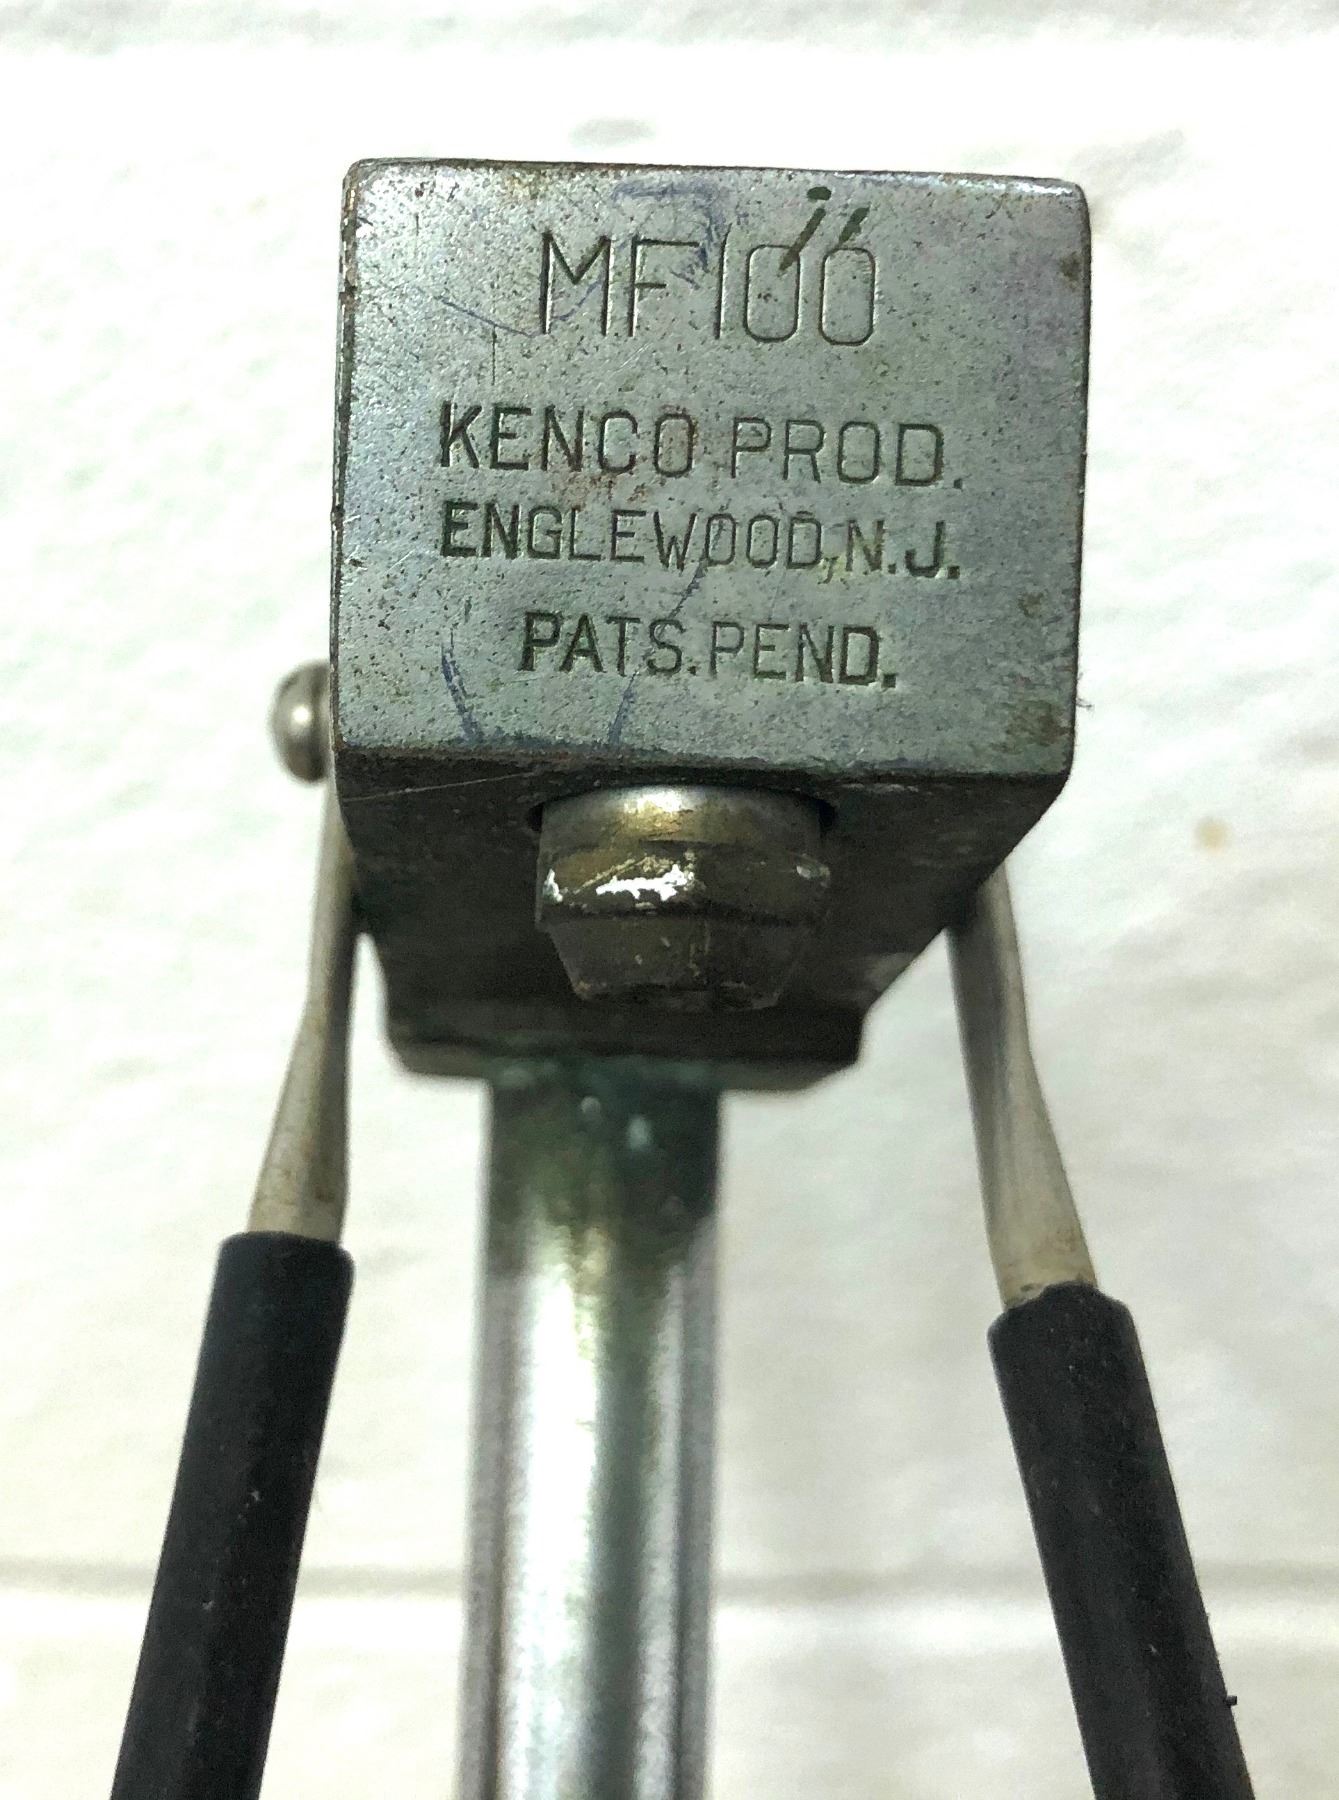 MF100
KENCO PROD.
ENGLEWOOD, N.J.
PATS. PEND.